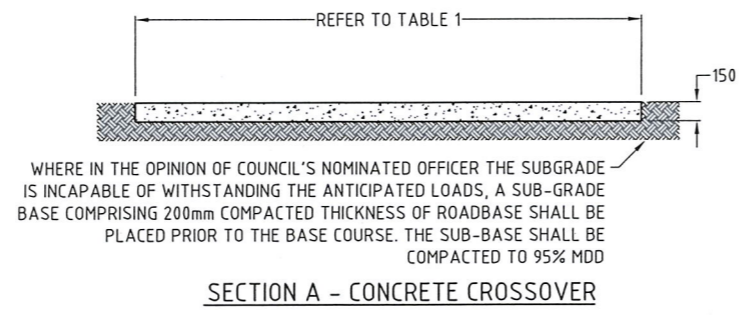 REFER TO TABLE 1
150
WHERE IN THE OPINION OF COUNCIL'S NOMINATED OFFICER THE SUBGRADE
IS INCAPABLE OF WITHSTANDING THE ANTICIPATED LOADS, A SUB-GRADE
BASE COMPRISING 200mm COMPACTED THICKNESS OF ROADBASE SHALL BE
PLACED PRIOR TO THE BASE COURSE. THE SUB-BASE SHALL BE
COMPACTED TO 95% MDD
SECTION A - CONCRETE CROSSOVER